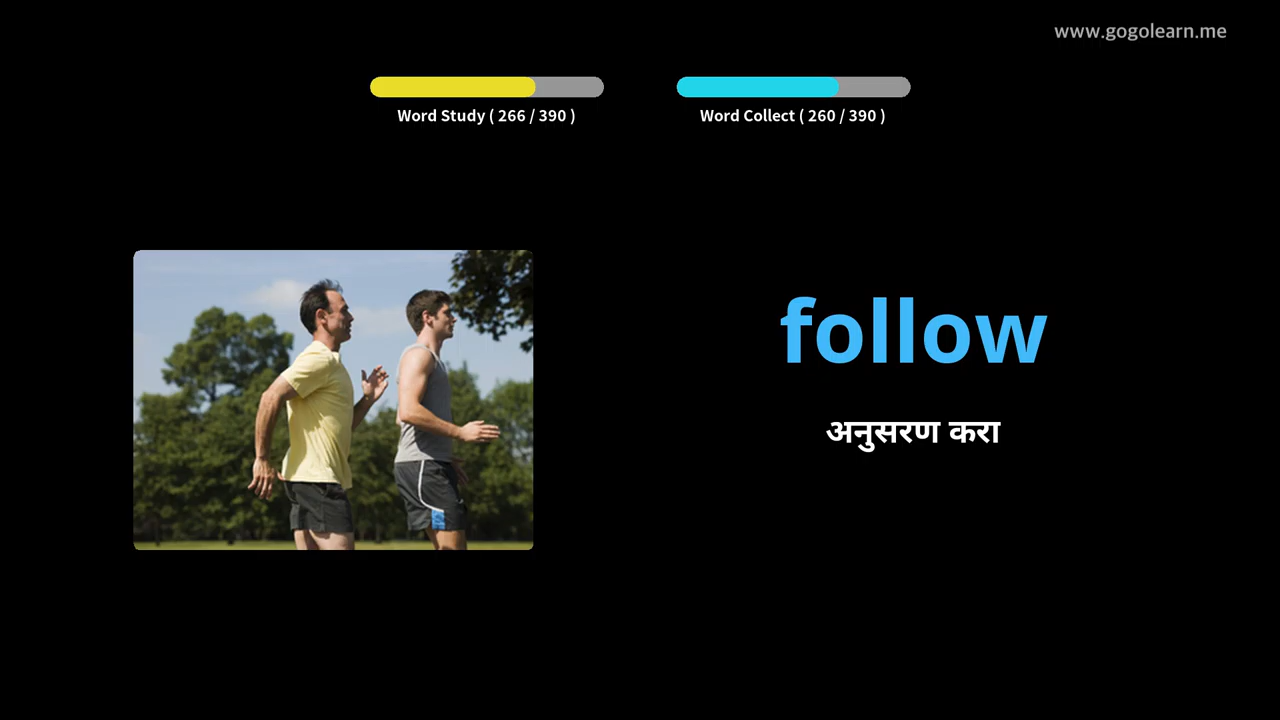 www.gogolearn.me
Word Study ( 266 / 390 )
Word Collect ( 260 / 390 )
follow
अनुसरण करा